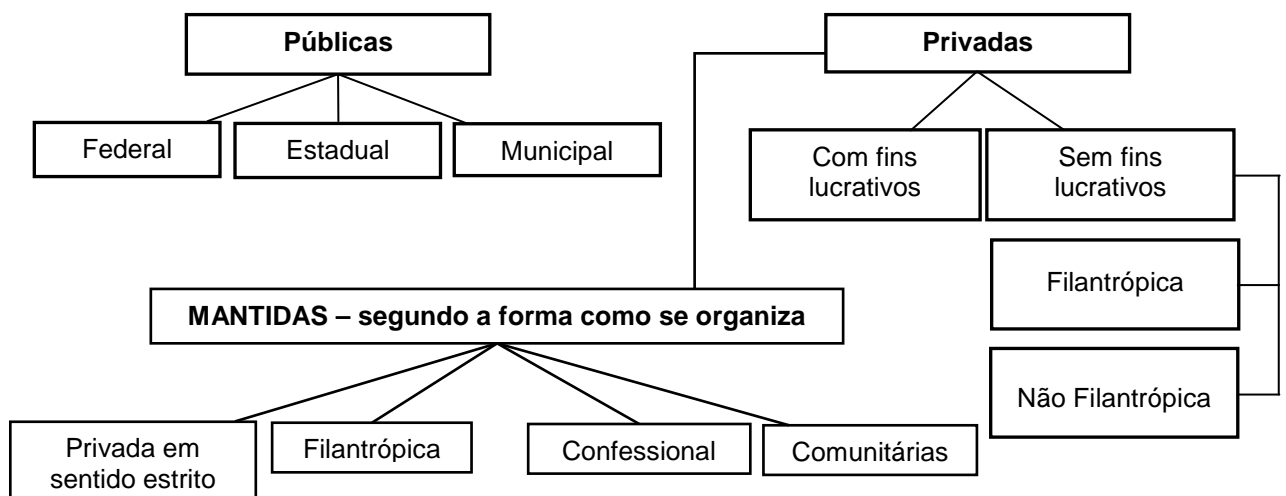 Públicas
Privadas
Federal
Estadual
Municipal
Com fins
lucrativos
Sem fins
lucrativos
Filantrópica
MANTIDAS – segundo a forma como se organiza
Não Filantrópica
Privada em
sentido estrito
Filantrópica
Confessional
Comunitárias